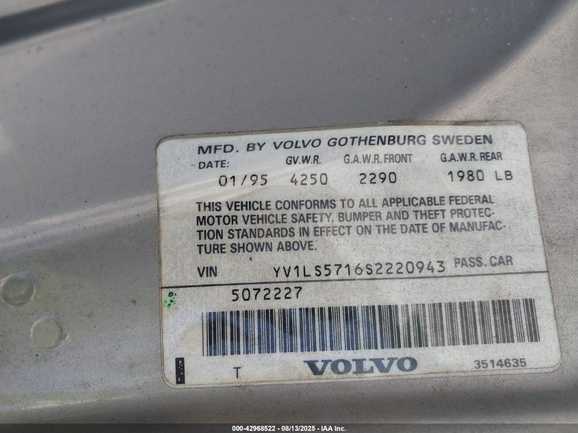 MFD. BY VOLVO GOTHENBURG SWEDEN
DATE: G.V.W.R. G.A.W.R. FRONT G.A.W.R. REAR
01/95 4250 2290 1980 LB
THIS VEHICLE CONFORMS TO ALL APPLICABLE FEDERAL
MOTOR VEHICLE SAFETY, BUMPER AND THEFT PROTEC-
TION STANDARDS IN EFFECT ON THE DATE OF MANUFAC-
TURE SHOWN ABOVE.
VIN YV1LS5716S2220943 PASS. CAR
5072227
T VOLVO 3514635
000-42968522 - 08/13/2025 - IAA Inc.